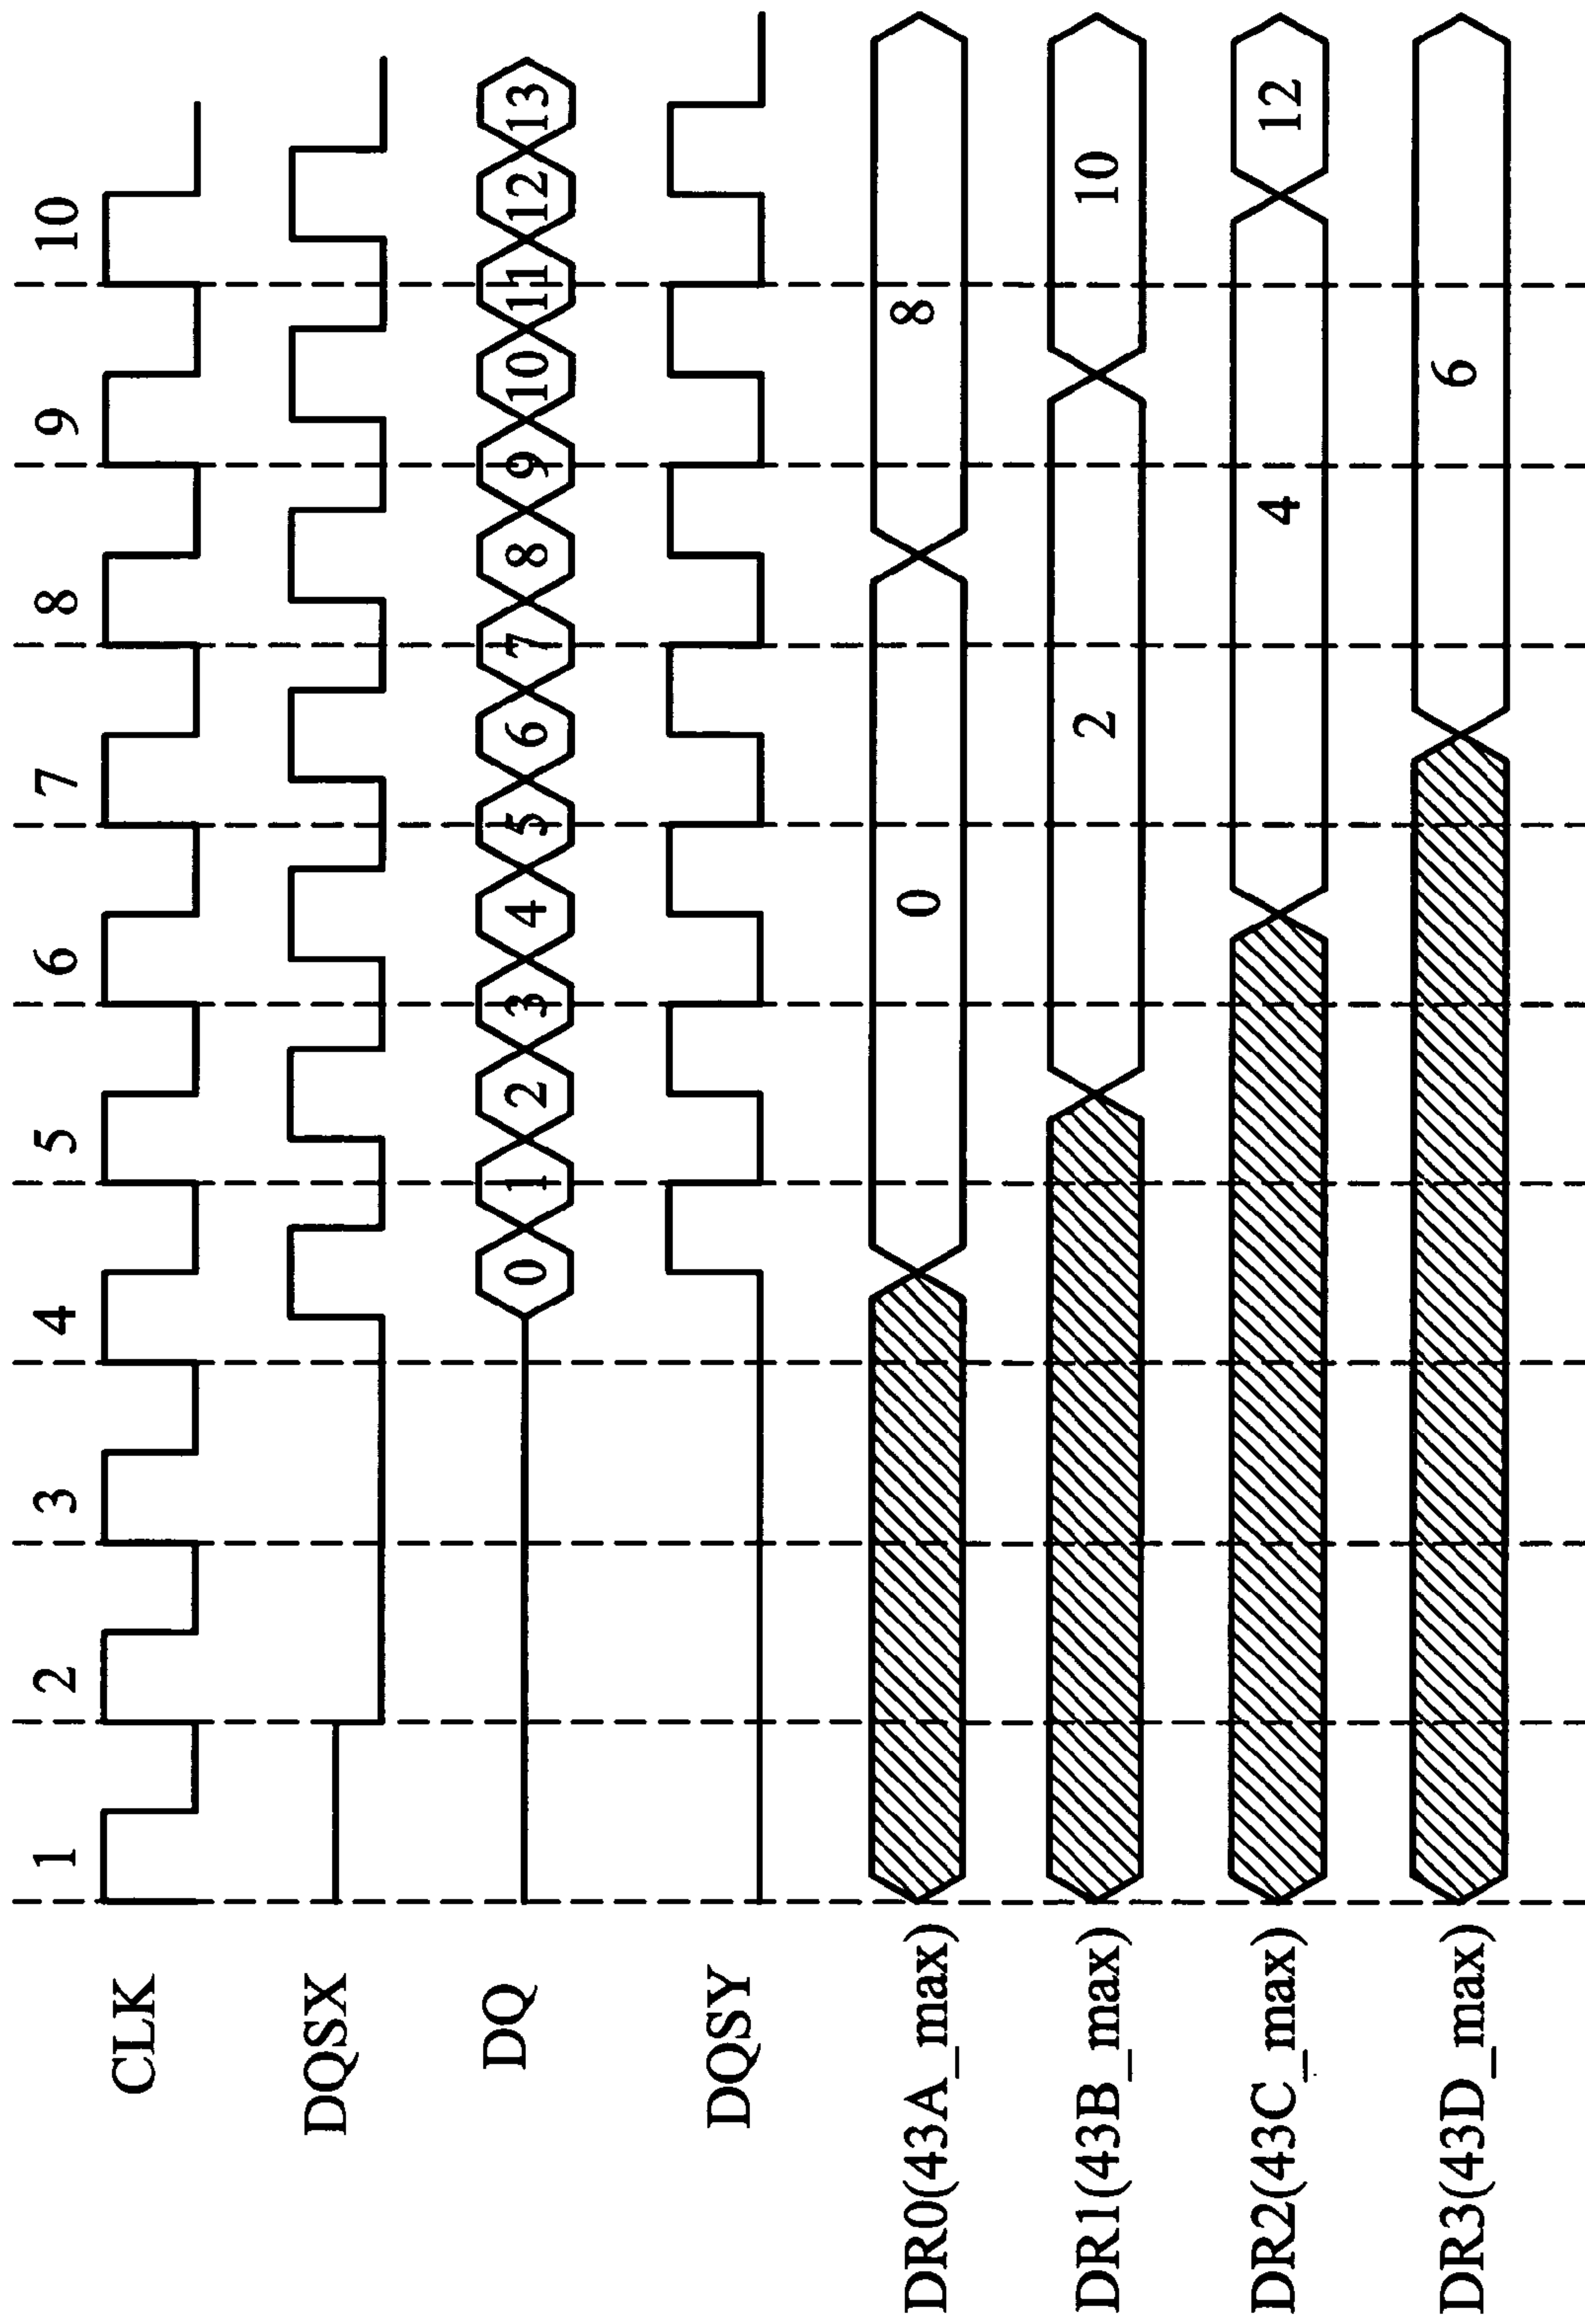 1 2 3 4 5 6 7 8 9 10
CLK
DQSX
DQ 0 1 2 3 4 5 6 7 8 9 10 11 12 13
DQSY
DR0(43A_max) 0 8
DR1(43B_max) 2 10
DR2(43C_max) 4 12
DR3(43D_max) 6